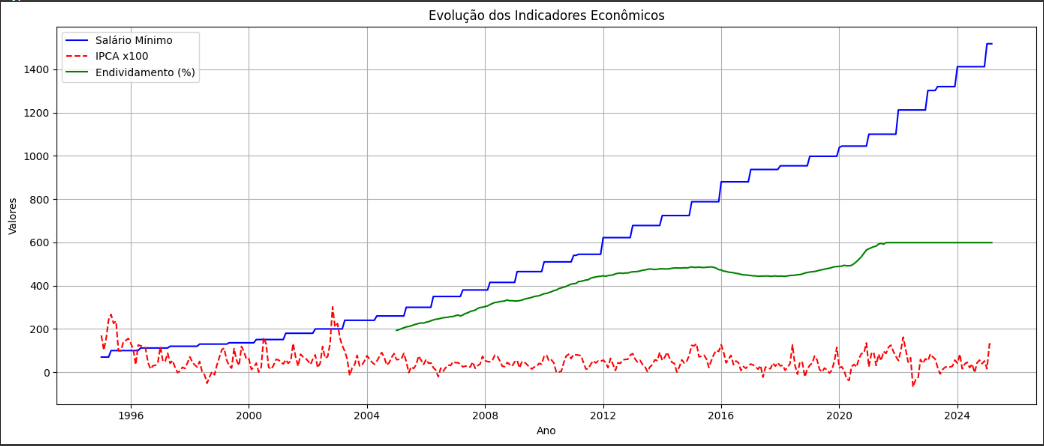 Evolução dos Indicadores Econômicos
Salário Mínimo
IPCA x100
Endividamento (%)
1400
1200
1000
800
600
400
200
0
Valores
1996
2000
2004
2008
2012
2016
2020
2024
Ano